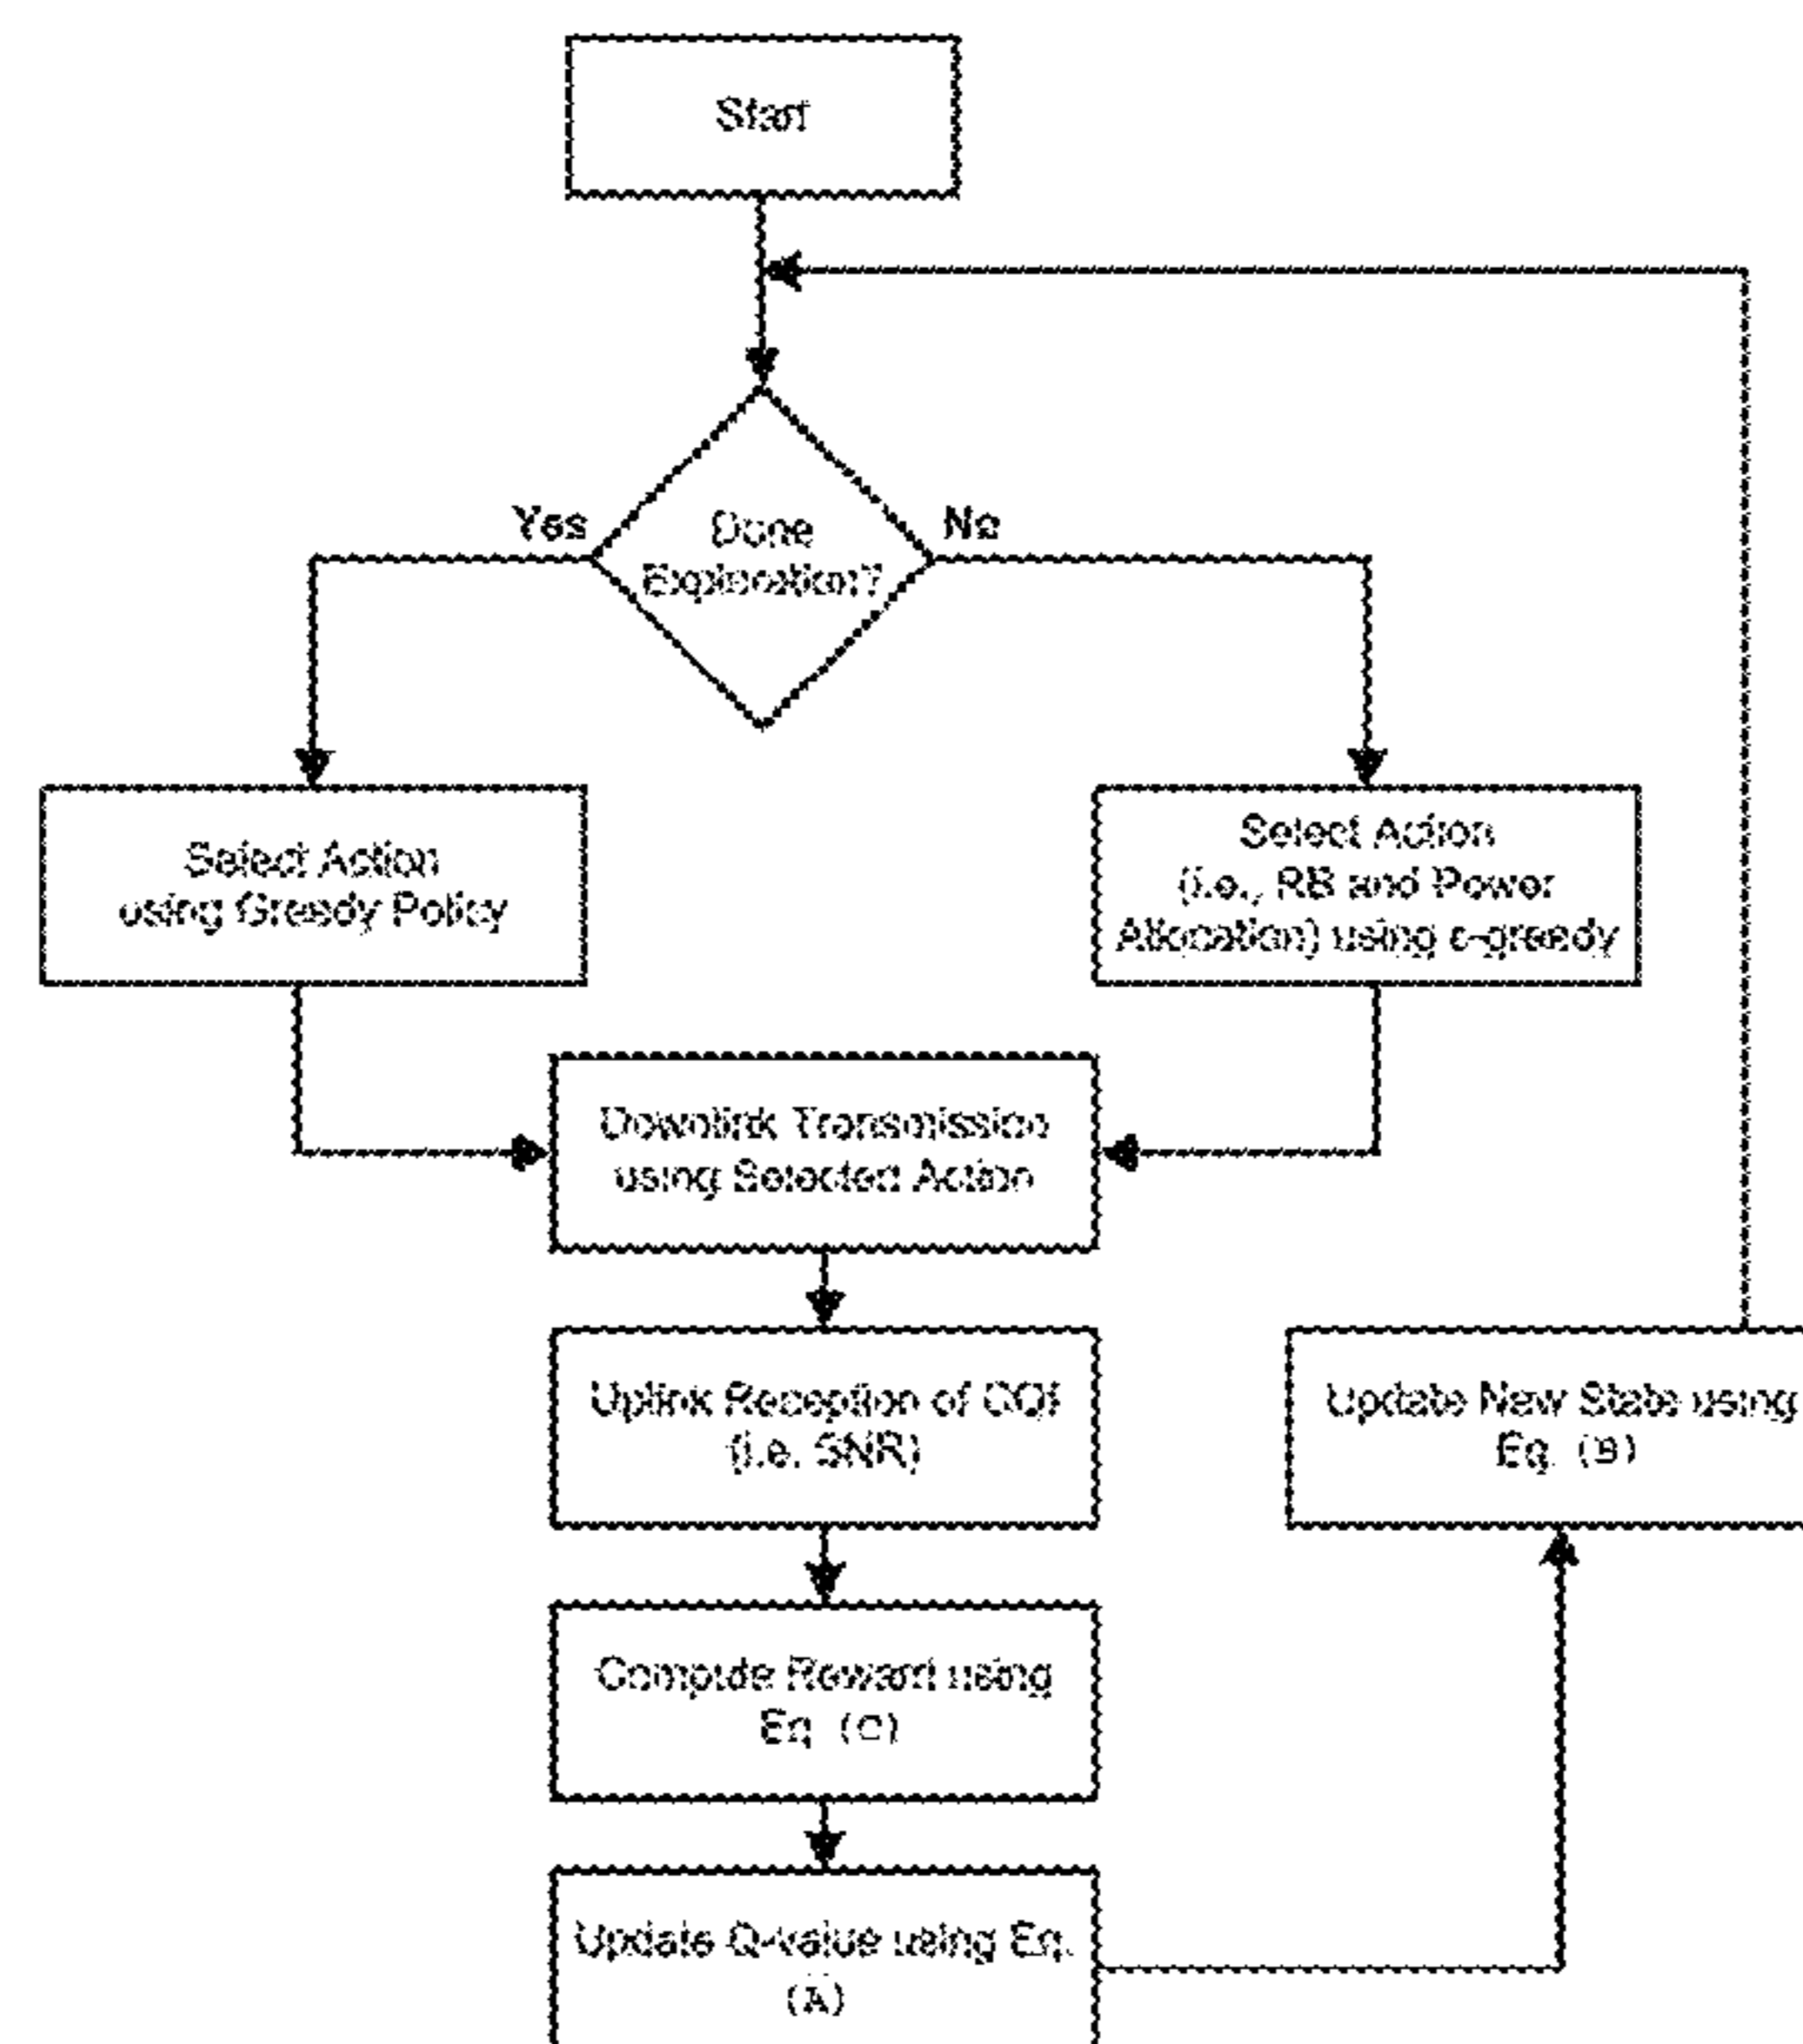 Start
Yes
Done
No
Exploration?
Select Action
using Greedy Policy
Select Action
(i.e., RB and Power
Allocation) using ε-greedy
Downlink Transmission
using Selected Action
Uplink Reception of CQI
(i.e. SNR)
Update New State using
Eq. (B)
Compute Reward using
Eq. (C)
Update Q-value using Eq.
(A)